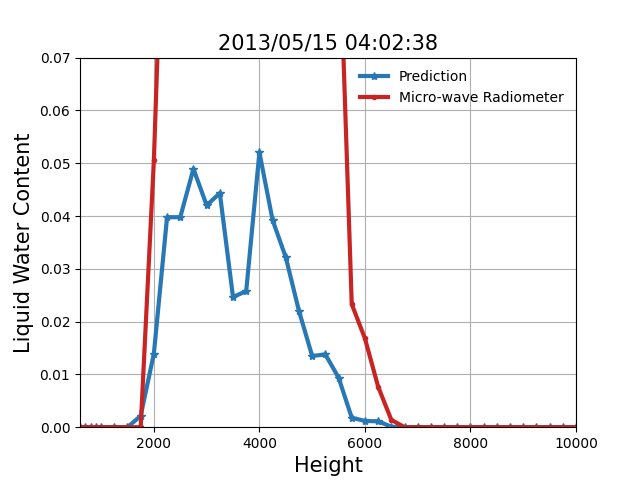 2013/05/15 04:02:38
0.07
0.06
0.05
0.04
0.03
0.02
0.01
0.00
Liquid Water Content
Prediction
Micro-wave Radiometer
2000 4000 6000 8000 10000
Height